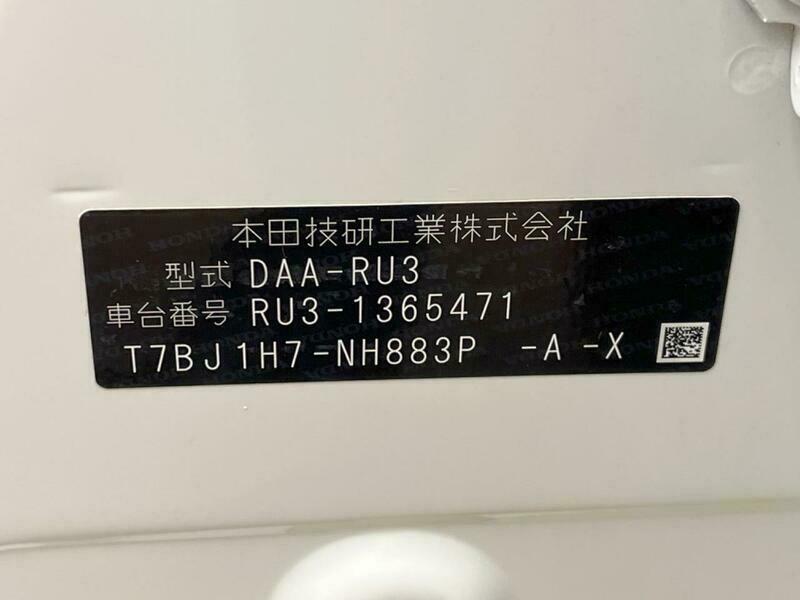 本田技研工業株式会社
型式 DAA-RU3
車台番号 RU3-1365471
T7BJ1H7-NH883P -A -X